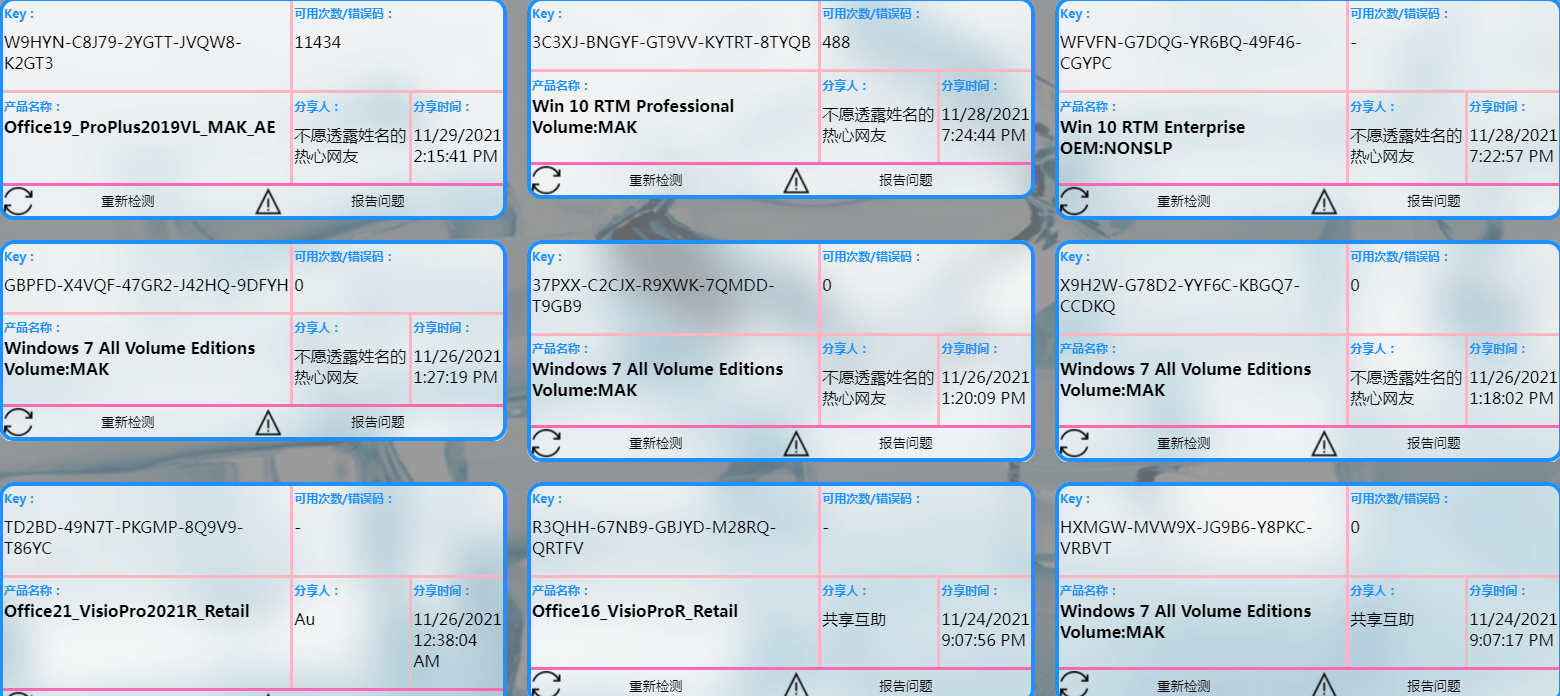 Key：
可用次数/错误码：
W9HYN-C8J79-2YGTT-JVQW8-
K2GT3
11434
产品名称：
Office19_ProPlus2019VL_MAK_AE
分享人：
不愿透露姓名的
热心网友
分享时间：
11/29/2021
2:15:41 PM
重新检测
报告问题
Key：
可用次数/错误码：
3C3XJ-BNGYF-GT9VV-KYTRT-8TYQB
488
产品名称：
Win 10 RTM Professional
Volume:MAK
分享人：
不愿透露姓名的
热心网友
分享时间：
11/28/2021
7:24:44 PM
重新检测
报告问题
Key：
可用次数/错误码：
WFVFN-G7DQG-YR6BQ-49F46-
CGYPC
-
产品名称：
Win 10 RTM Enterprise
OEM:NONSLP
分享人：
不愿透露姓名的
热心网友
分享时间：
11/28/2021
7:22:57 PM
重新检测
报告问题
Key：
可用次数/错误码：
GBPFD-X4VQF-47GR2-J42HQ-9DFYH
0
产品名称：
Windows 7 All Volume Editions
Volume:MAK
分享人：
不愿透露姓名的
热心网友
分享时间：
11/26/2021
1:27:19 PM
重新检测
报告问题
Key：
可用次数/错误码：
37PXX-C2CJX-R9XWK-7QMDD-
T9GB9
0
产品名称：
Windows 7 All Volume Editions
Volume:MAK
分享人：
不愿透露姓名的
热心网友
分享时间：
11/26/2021
1:20:09 PM
重新检测
报告问题
Key：
可用次数/错误码：
X9H2W-G78D2-YYF6C-KBGQ7-
CCDKQ
0
产品名称：
Windows 7 All Volume Editions
Volume:MAK
分享人：
不愿透露姓名的
热心网友
分享时间：
11/26/2021
1:18:02 PM
重新检测
报告问题
Key：
可用次数/错误码：
TD2BD-49N7T-PKGMP-8Q9V9-
T86YC
-
产品名称：
Office21_VisioPro2021R_Retail
分享人：
Au
分享时间：
11/26/2021
12:38:04
AM
Key：
可用次数/错误码：
R3QHH-67NB9-GBJYD-M28RQ-
QRTFV
-
产品名称：
Office16_VisioProR_Retail
分享人：
共享互助
分享时间：
11/24/2021
9:07:56 PM
重新检测
报告问题
Key：
可用次数/错误码：
HXMGW-MVW9X-JG9B6-Y8PKC-
VRBVT
0
产品名称：
Windows 7 All Volume Editions
Volume:MAK
分享人：
共享互助
分享时间：
11/24/2021
9:07:17 PM
重新检测
报告问题